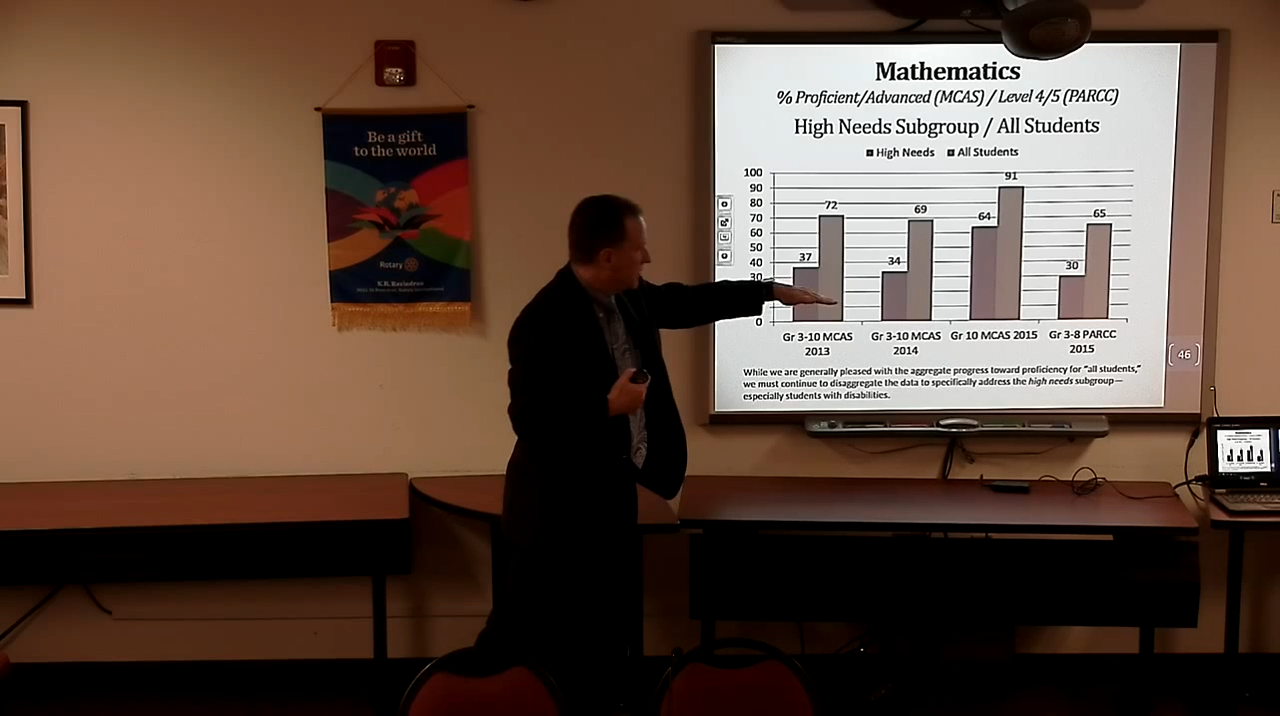 Be a gift
to the world
Rotary
Mathematics
% Proficient/Advanced (MCAS) / Level 4/5 (PARCC)
High Needs Subgroup / All Students
High Needs All Students
100
90
80
70
60
50
40
30
0
37
72
34
69
64
91
30
65
Gr 3-10 MCAS 2013
Gr 3-10 MCAS 2014
Gr 10 MCAS 2015
Gr 3-8 PARCC 2015
While we are generally pleased with the aggregate progress toward proficiency for "all students,"
we must continue to disaggregate the data to specifically address the high needs subgroup—
especially students with disabilities.
46